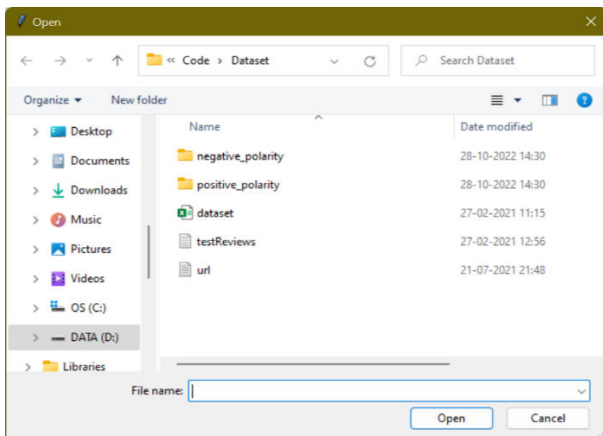 Open
« Code › Dataset
Search Dataset
Organize
New folder
Name
Date modified
Desktop
Documents
Downloads
Music
Pictures
Videos
OS (C:)
DATA (D:)
Libraries
negative_polarity 28-10-2022 14:30
positive_polarity 28-10-2022 14:30
dataset 27-02-2021 11:15
testReviews 27-02-2021 12:56
url 21-07-2021 21:48
File name:
Open
Cancel